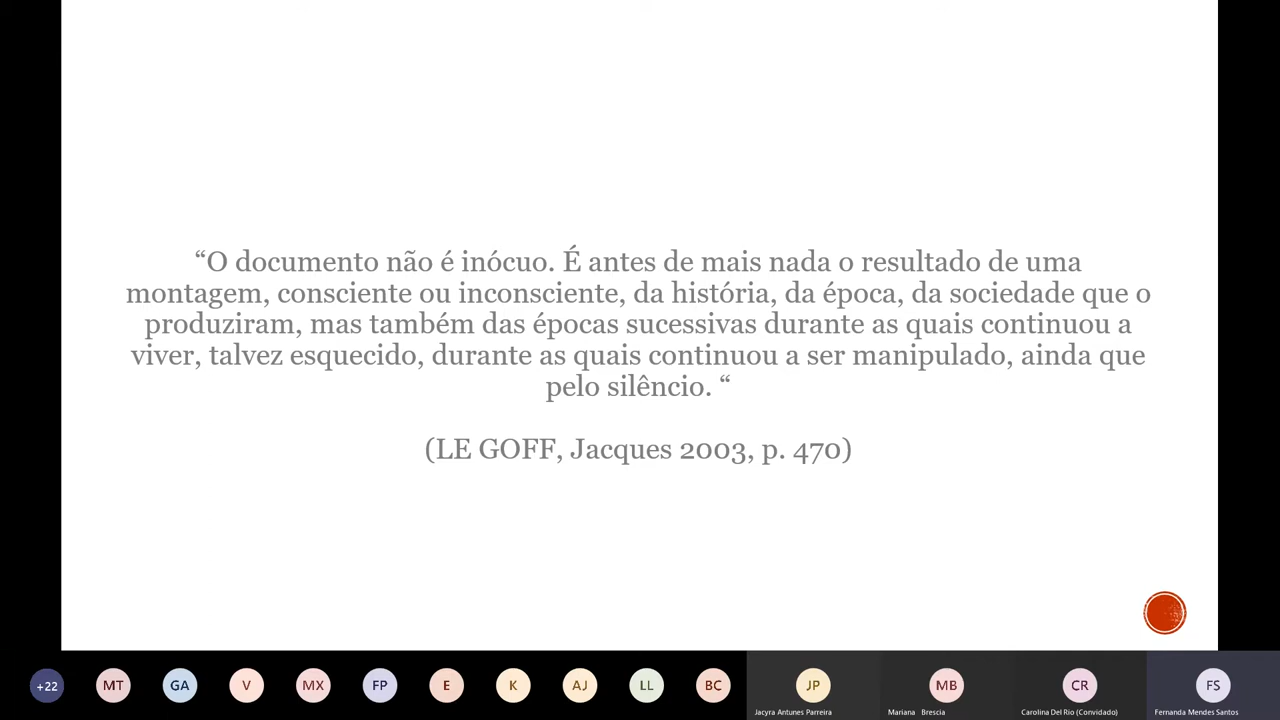 “O documento não é inócuo. É antes de mais nada o resultado de uma
montagem, consciente ou inconsciente, da história, da época, da sociedade que o
produziram, mas também das épocas sucessivas durante as quais continuou a
viver, talvez esquecido, durante as quais continuou a ser manipulado, ainda que
pelo silêncio. “
(LE GOFF, Jacques 2003, p. 470)
+22 MT GA V MX FP E K AJ LL BC JP MB CR FS
Jacyra Antunes Parreira Mariana Brescia Carolina Del Rio (Convidado) Fernanda Mendes Santos